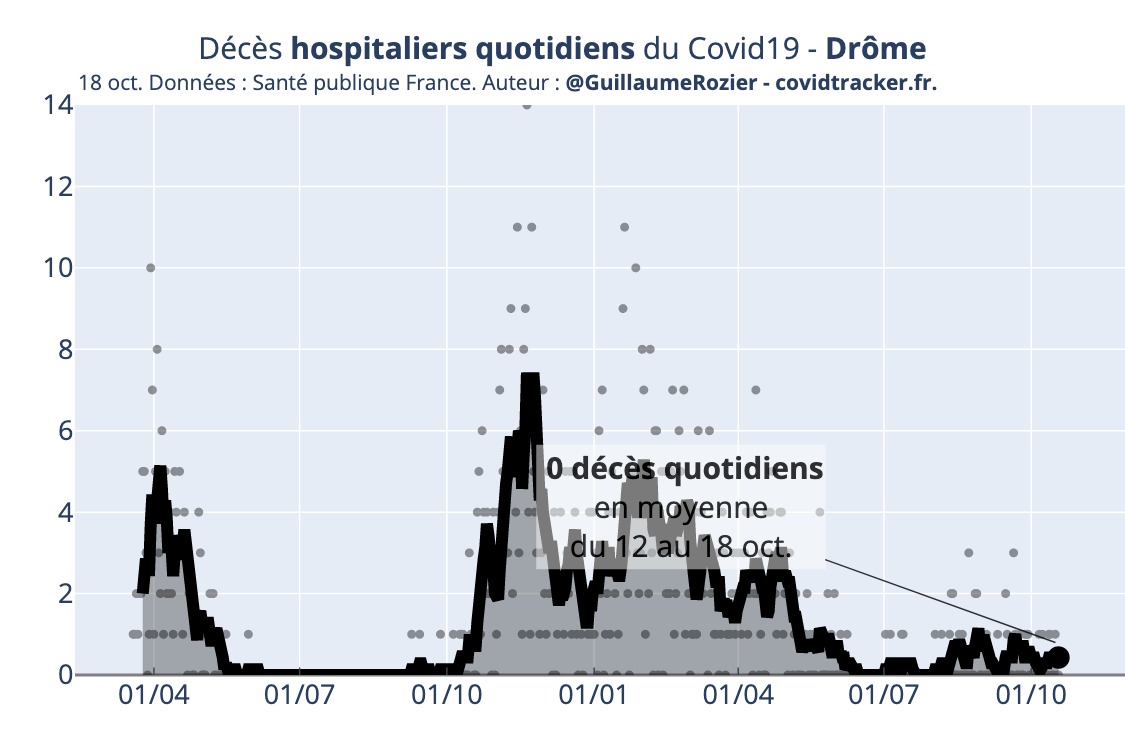 Décès hospitaliers quotidiens du Covid19 - Drôme
18 oct. Données : Santé publique France. Auteur : @GuillaumeRozier - covidtracker.fr.
14
12
10
8
6
4
2
0
0 décès quotidiens
en moyenne
du 12 au 18 oct.
01/04 01/07 01/10 01/01 01/04 01/07 01/10